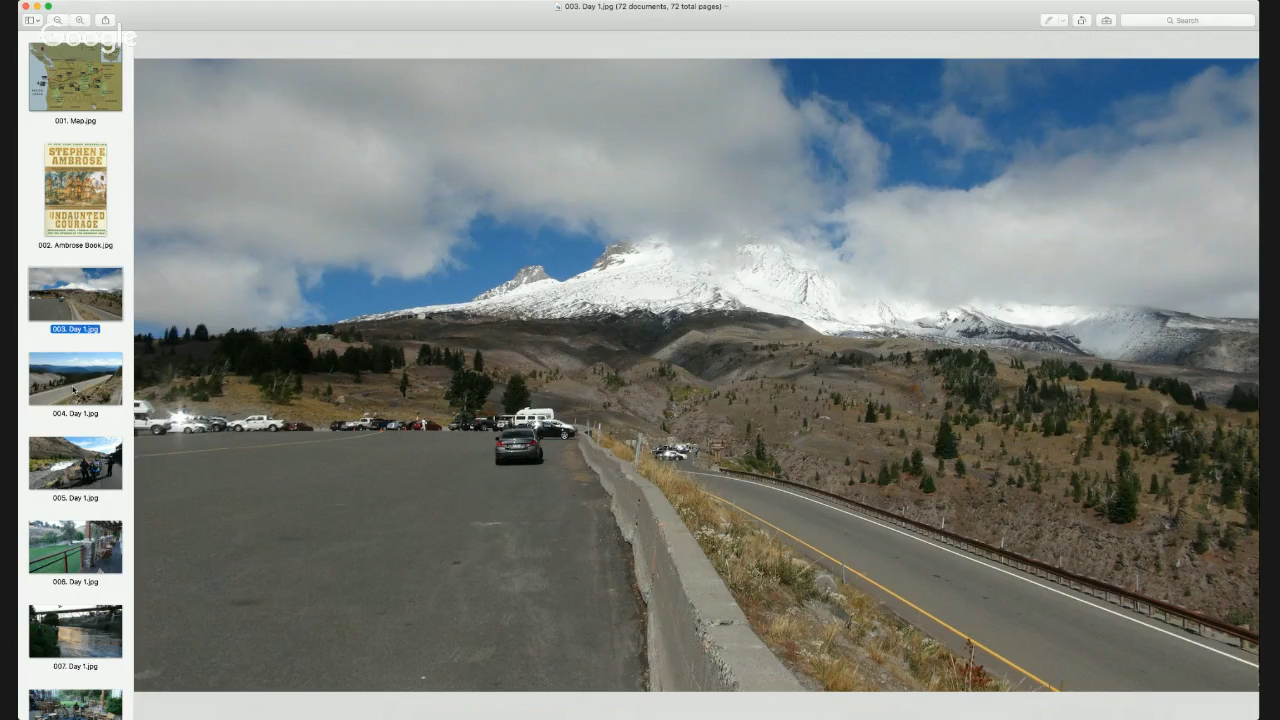 003. Day 1.jpg (72 documents, 72 total pages)
Search
Google
001. Map.jpg
STEPHEN E.
AMBROSE
UNDAUNTED
COURAGE
002. Ambrose Book.jpg
003. Day 1.jpg
004. Day 1.jpg
005. Day 1.jpg
006. Day 1.jpg
007. Day 1.jpg